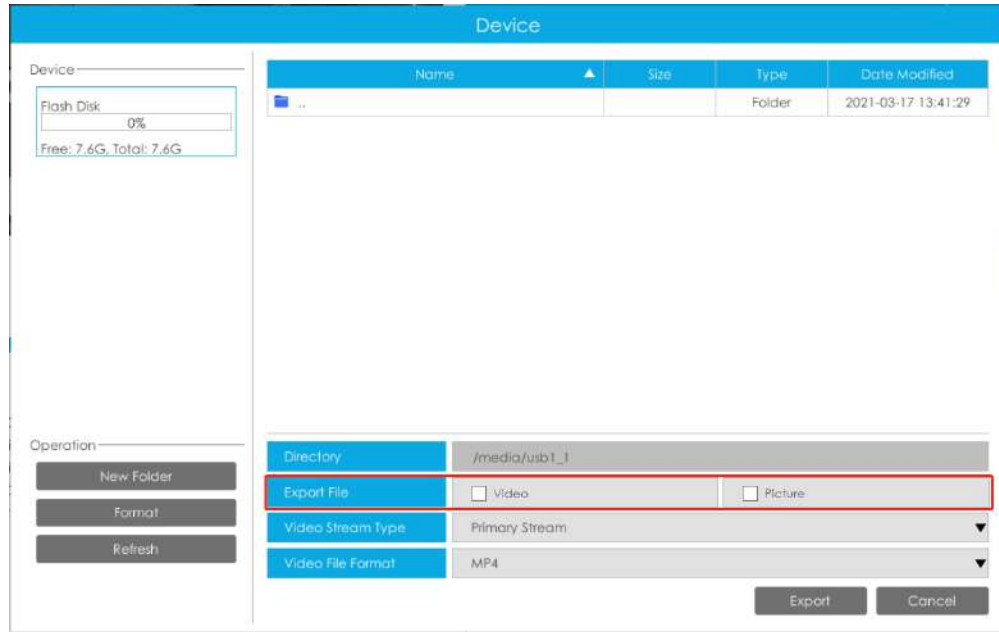 Device
Device
Flash Disk
0%
Free: 7.6G, Total: 7.6G
Name Size Type Date Modified
.. Folder 2021-03-17 13:41:29
Operation
New Folder
Format
Refresh
Directory /media/usb1_1
Export File Video Picture
Video Stream Type Primary Stream
Video File Format MP4
Export Cancel